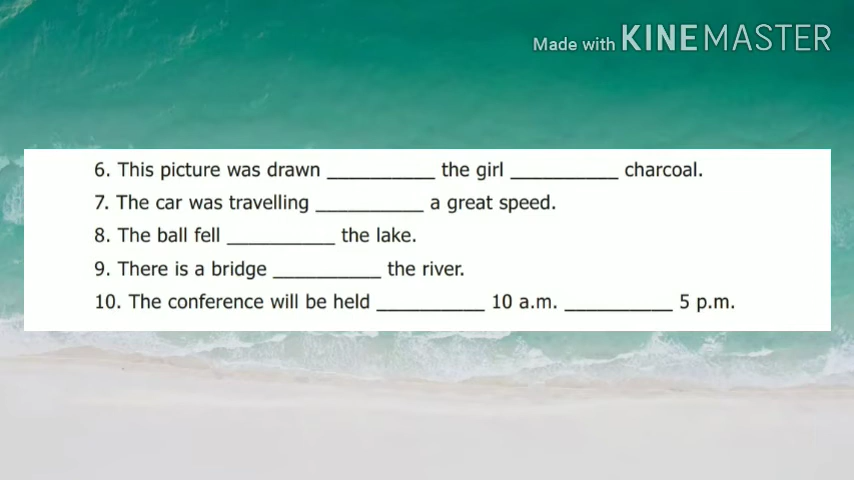 Made with KINEMASTER
6. This picture was drawn __________ the girl __________ charcoal.
7. The car was travelling __________ a great speed.
8. The ball fell __________ the lake.
9. There is a bridge __________ the river.
10. The conference will be held __________ 10 a.m. __________ 5 p.m.